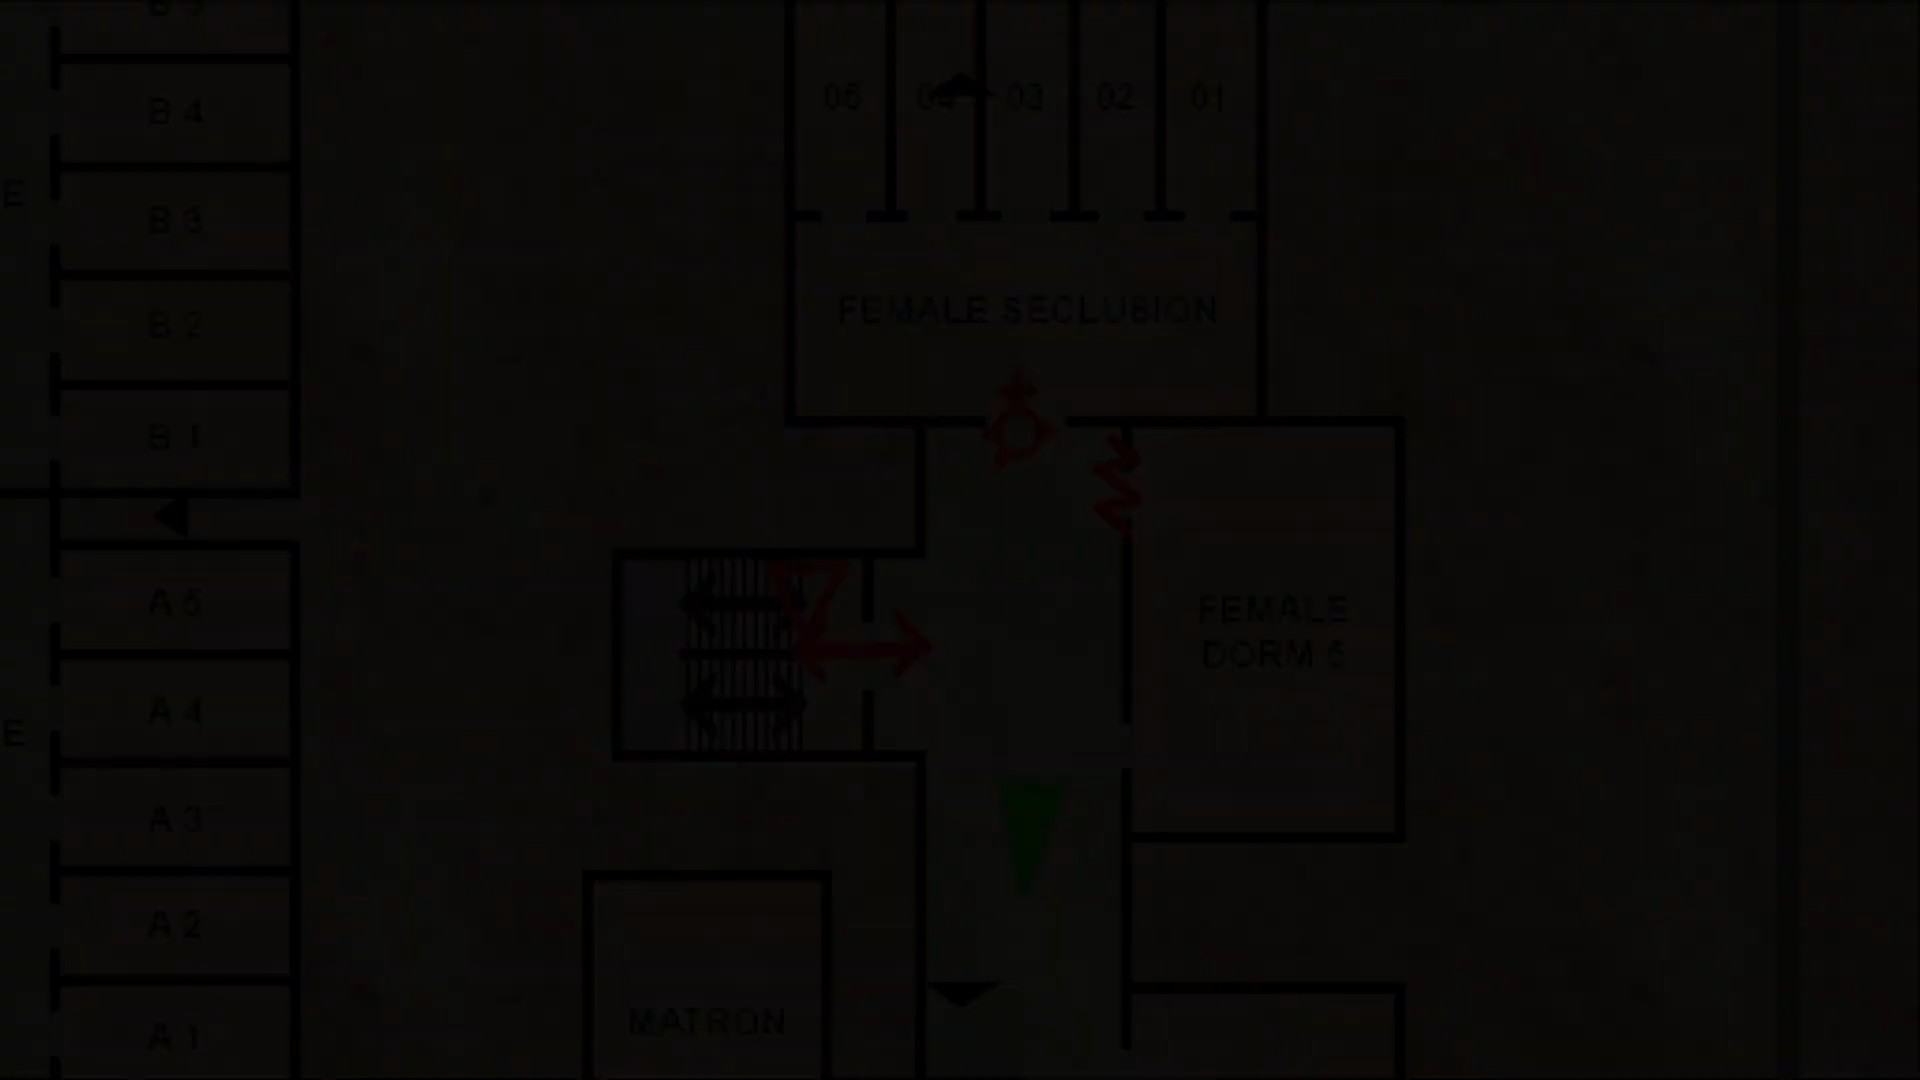 B 4
B 3
B 2
B 1
A 5
A 4
A 3
A 2
A 1
E
E
05
04
03
02
01
FEMALE SECLUSION
FEMALE
DORM 6
MATRON